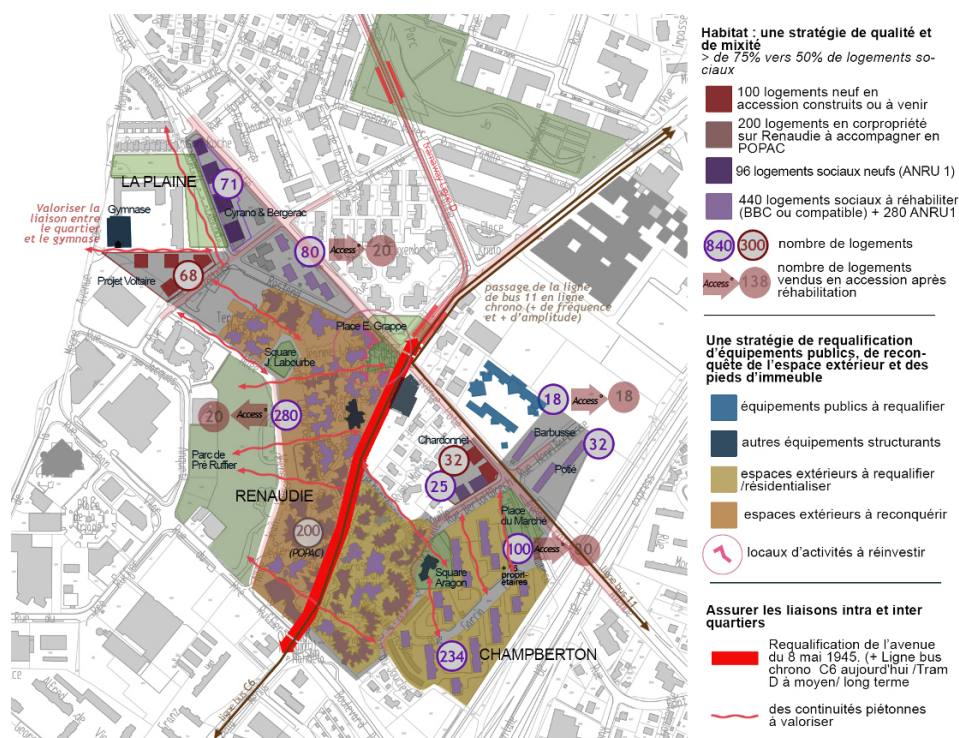 LA PLAINE
Gymnase
Valoriser la
liaison entre
le quartier
et le gymnase
71
Cyrano & Bergerac
80
Access°
20
68
Projet Voltaire
tramway Ligne D
passage de la ligne
de bus 11 en ligne
chrono (+ de fréquence
et + d'amplitude)
Place E. Grappe
Square
J. Labourbe
20
Access°
280
Parc de
Pré Ruffier
RENAUDIE
200
(POPAC)
18
Access°
18
Barbusse
32
Potié
Chardonnet
32
25
Place
du Marché
100
Access°
5
propri-
étaires
Square
Aragon
234
CHAMPBERTON
ligne bus 11
ligne bus C6
Habitat : une stratégie de qualité et
de mixité
> de 75% vers 50% de logements so-
ciaux
100 logements neuf en
accession construits ou à venir
200 logements en corpropriété
sur Renaudie à accompagner en
POPAC
96 logements sociaux neufs (ANRU 1)
440 logements sociaux à réhabiliter
(BBC ou compatible) + 280 ANRU1
840 300 nombre de logements
Access° 138
nombre de logements
vendus en accession après
réhabilitation
Une stratégie de requalification
d'équipements publics, de recon-
quête de l'espace extérieur et des
pieds d'immeuble
équipements publics à requalifier
autres équipements structurants
espaces extérieurs à requalifier
/résidentialiser
espaces extérieurs à reconquérir
locaux d'activités à réinvestir
Assurer les liaisons intra et inter
quartiers
Requalification de l'avenue
du 8 mai 1945. (+ Ligne bus
chrono C6 aujourd'hui /Tram
D à moyen/ long terme
des continuités piétonnes
à valoriser